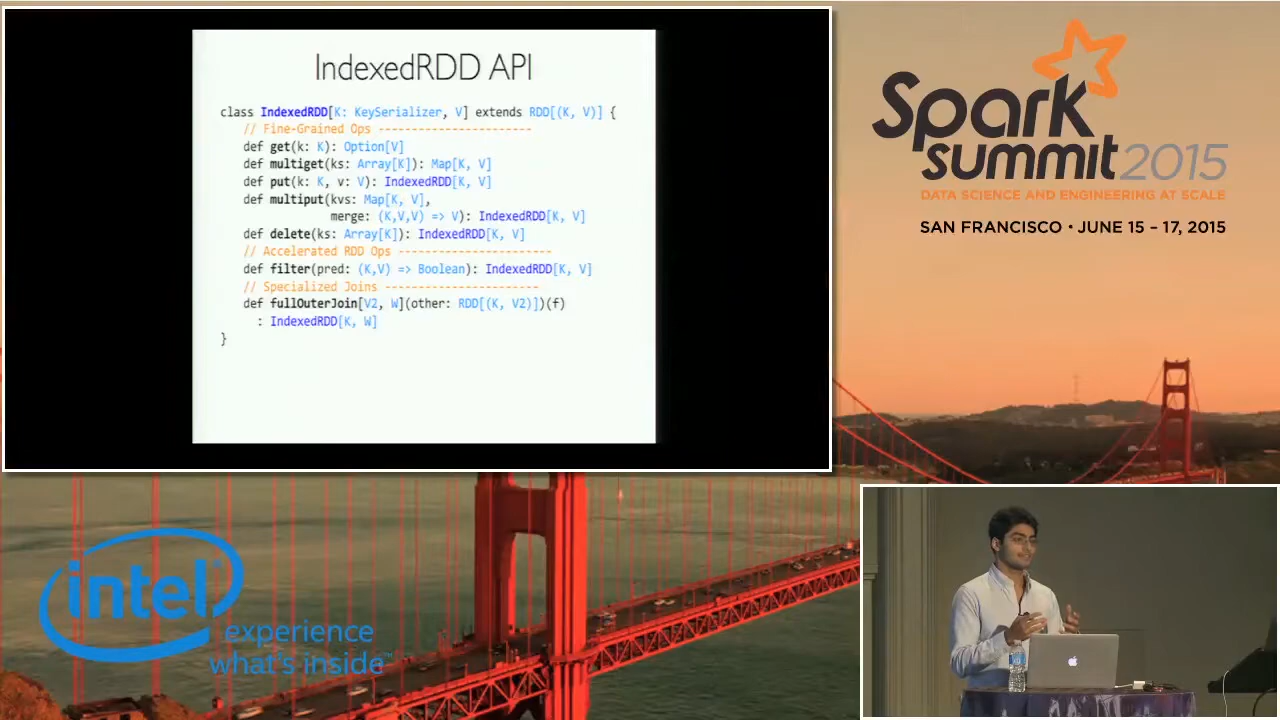 IndexedRDD API
class IndexedRDD[K: KeySerializer, V] extends RDD[(K, V)] {
// Fine-Grained Ops -----------------------
def get(k: K): Option[V]
def multiget(ks: Array[K]): Map[K, V]
def put(k: K, v: V): IndexedRDD[K, V]
def multiput(kvs: Map[K, V],
merge: (K,V,V) => V): IndexedRDD[K, V]
def delete(ks: Array[K]): IndexedRDD[K, V]
// Accelerated RDD Ops -----------------------
def filter(pred: (K,V) => Boolean): IndexedRDD[K, V]
// Specialized Joins -----------------------
def fullOuterJoin[V2, W](other: RDD[(K, V2)])(f)
: IndexedRDD[K, W]
}
Spark
summit 2015
DATA SCIENCE AND ENGINEERING AT SCALE
SAN FRANCISCO • JUNE 15 – 17, 2015
intel®
experience
what's inside™